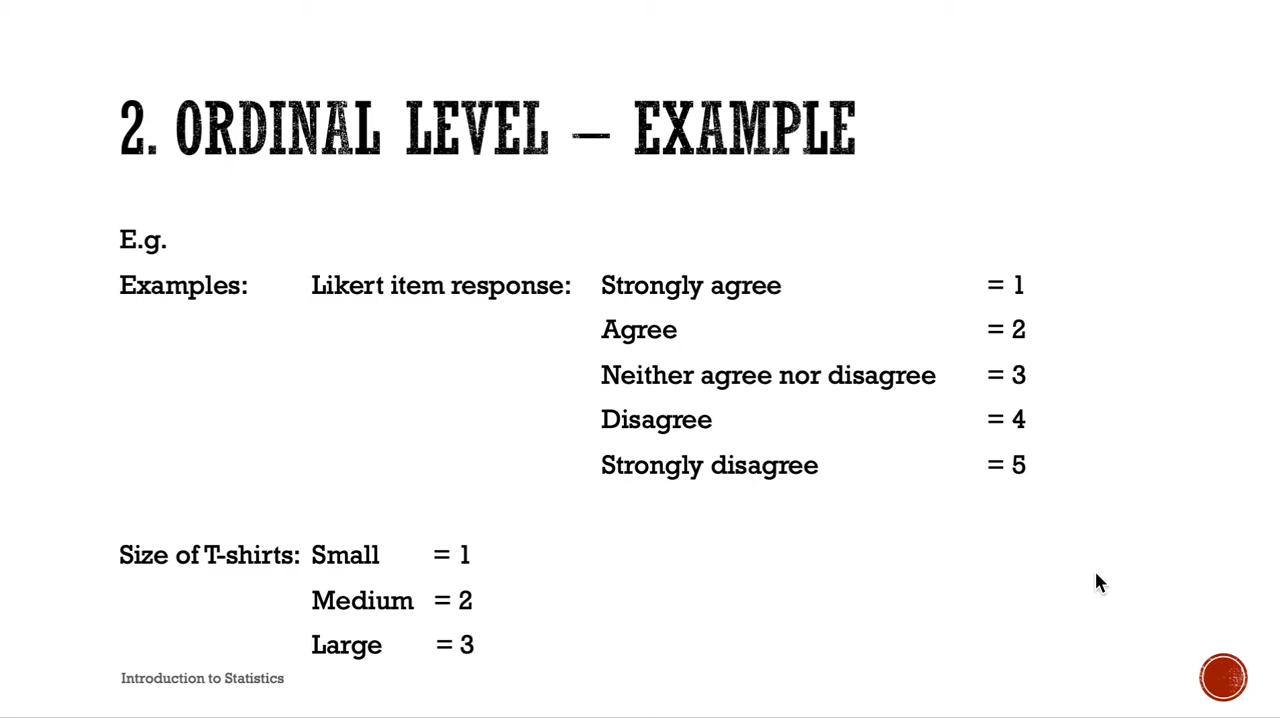 2. ORDINAL LEVEL – EXAMPLE
E.g.
Examples: Likert item response: Strongly agree = 1
Agree = 2
Neither agree nor disagree = 3
Disagree = 4
Strongly disagree = 5
Size of T-shirts: Small = 1
Medium = 2
Large = 3
Introduction to Statistics